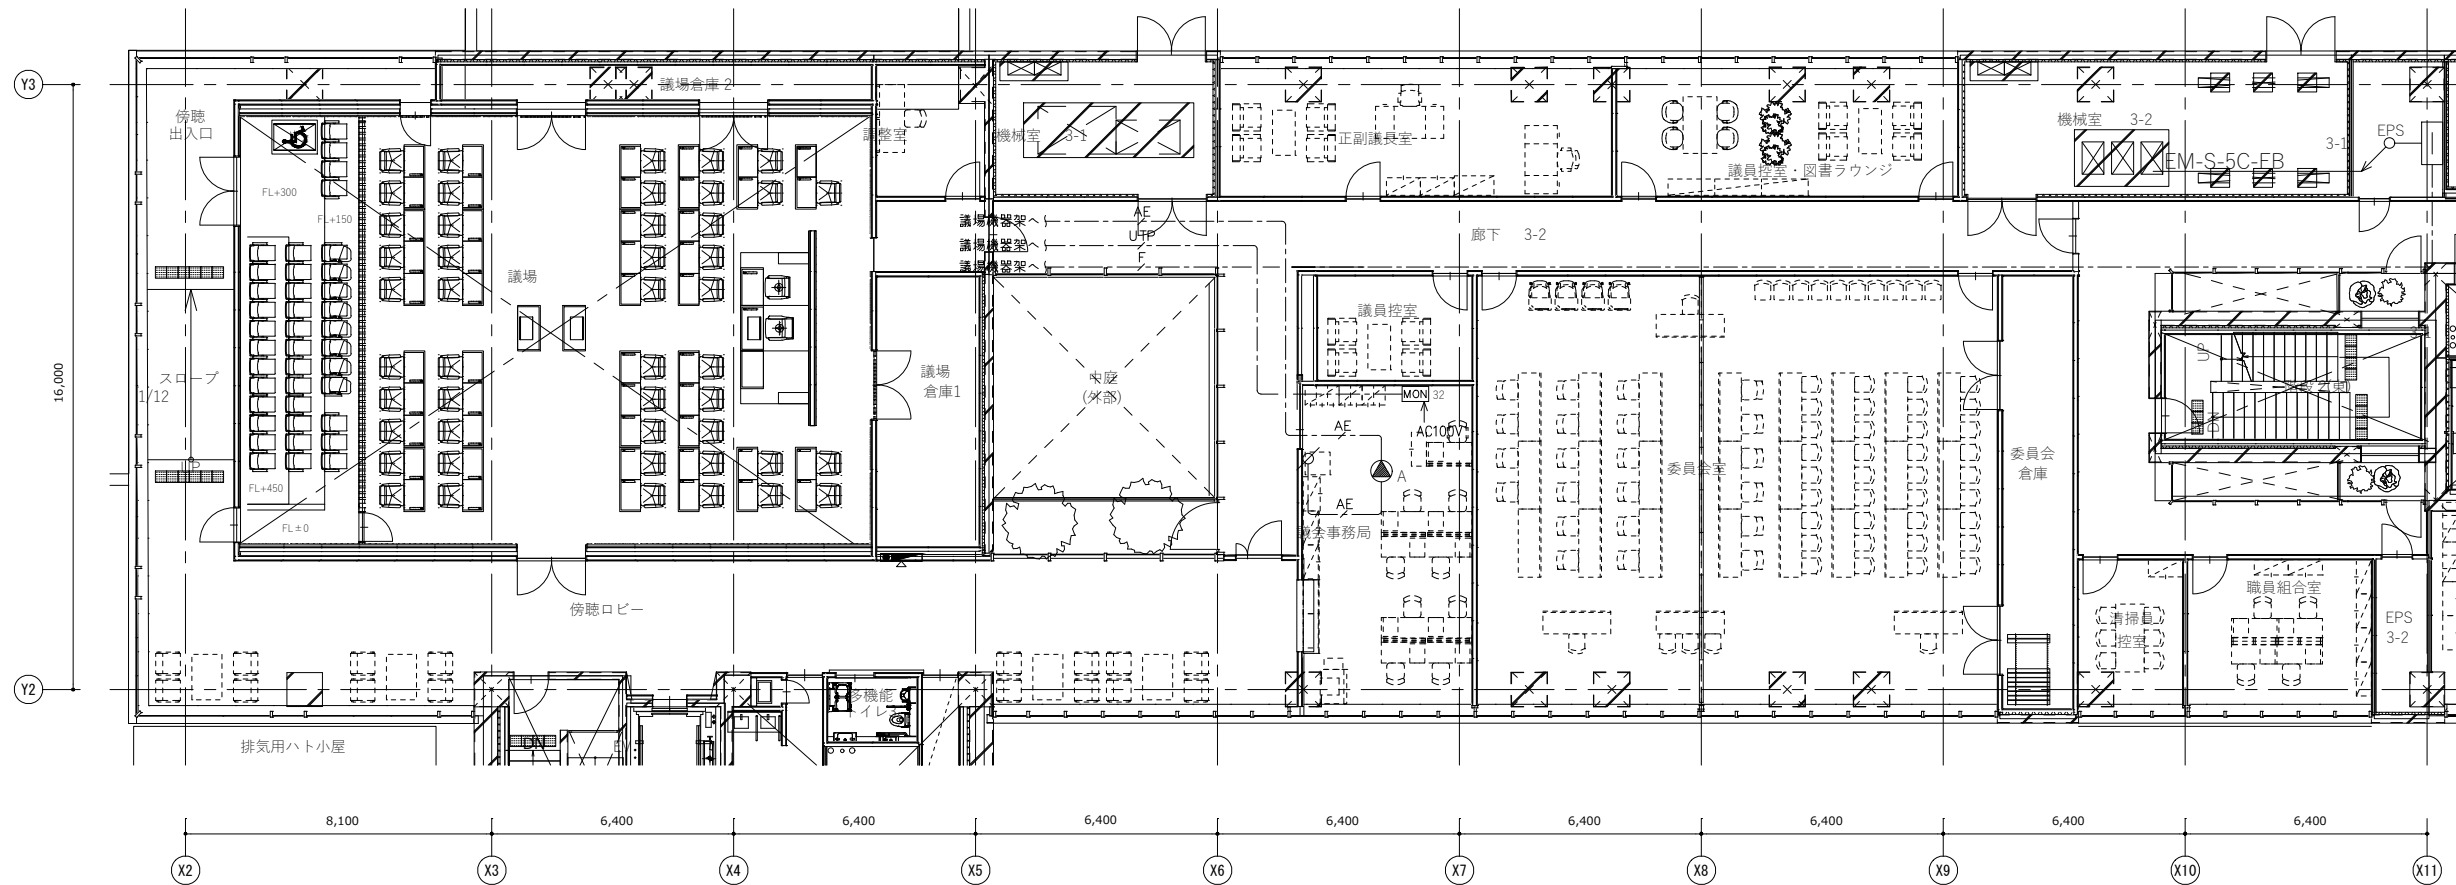 Y3
傍聴
出入口
議場倉庫 2
調整室
機械室 3-1
正副議長室
議員控室・図書ラウンジ
機械室 3-2
3-1
EPS
EM-S-5C-FB
FL+300
FL+150
議場機器架へ
AE
議場機器架へ
UTP
議場機器架へ
F
廊下 3-2
議場
議員控室
16,000
スロープ
1/12
議場
倉庫1
中庭
(外部)
MON 32
UP
AE
AC100V
A
委員会室
委員会
倉庫
DN
UP
FL+450
FL±0
AE
議会事務局
傍聴ロビー
清掃員
控室
職員組合室
EPS
3-2
Y2
多機能
トイレ
排気用ハト小屋
DN
EV
8,100
6,400
6,400
6,400
6,400
6,400
6,400
6,400
6,400
X2
X3
X4
X5
X6
X7
X8
X9
X10
X11